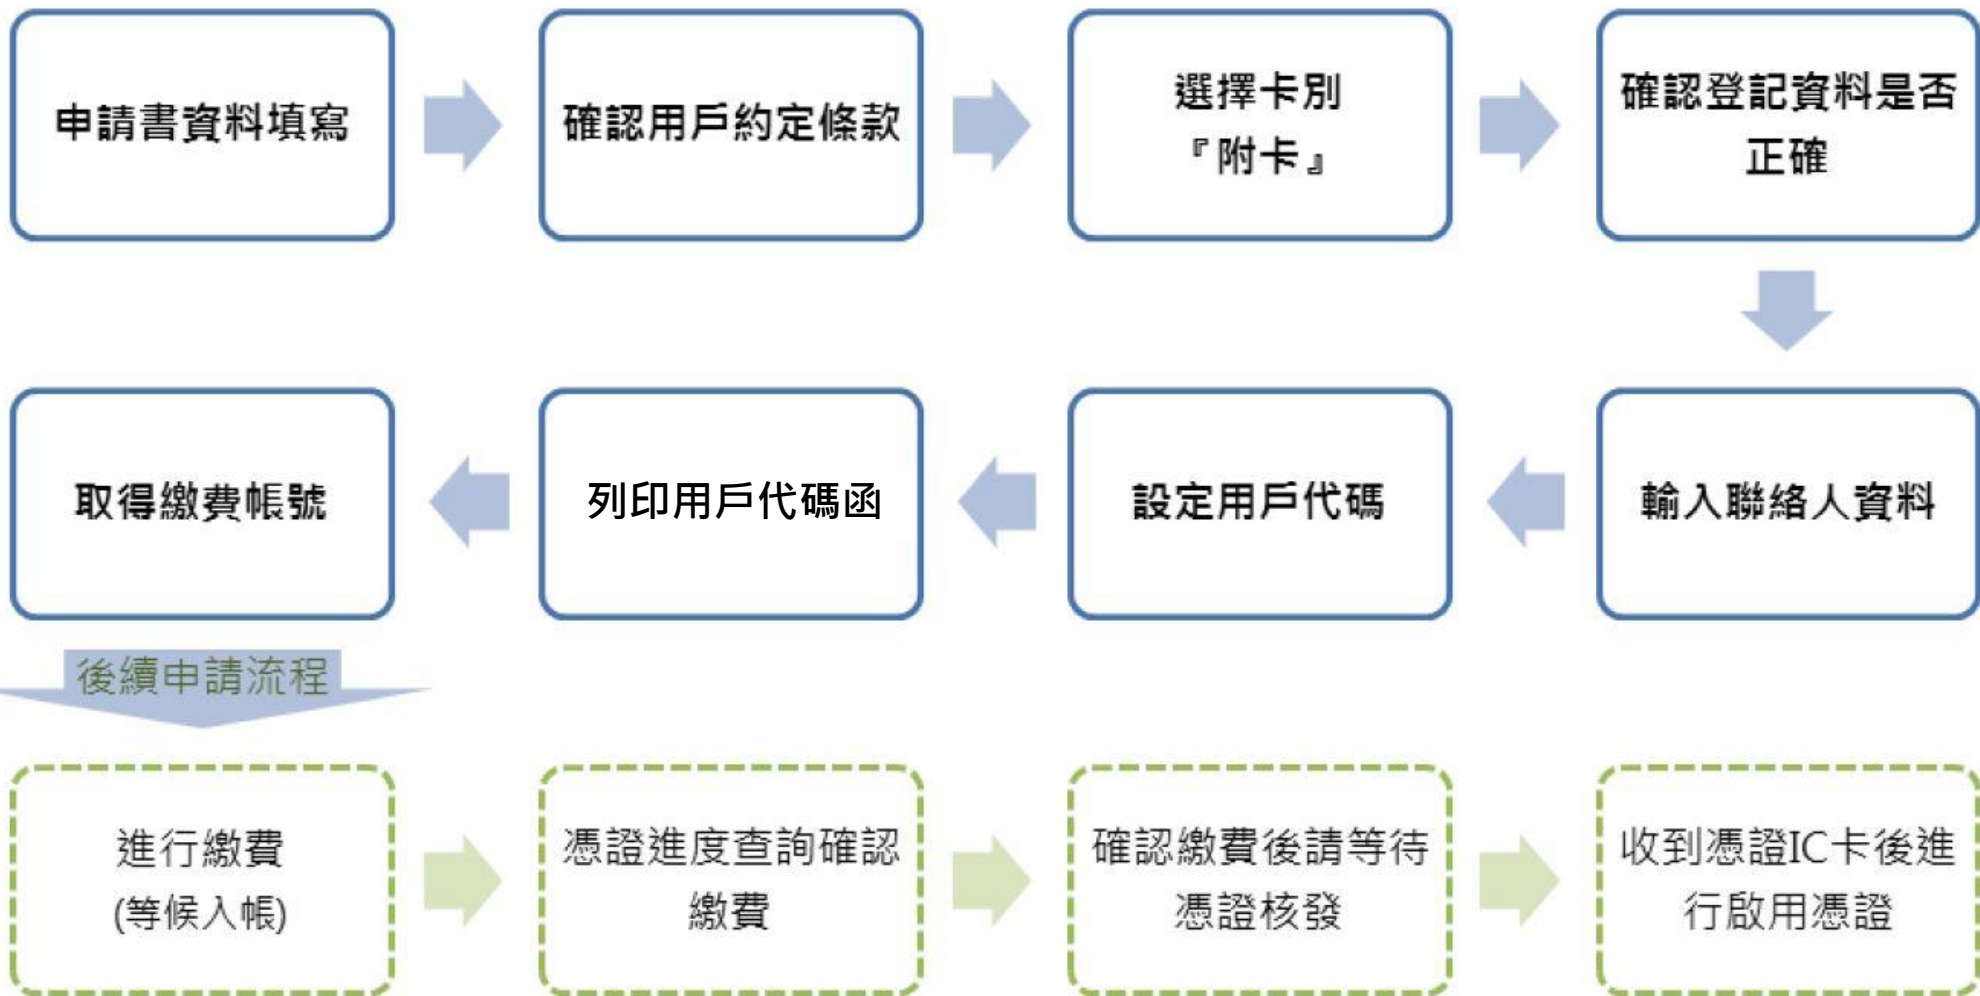 申請書資料填寫
確認用戶約定條款
選擇卡別
『附卡』
確認登記資料是否
正確
輸入聯絡人資料
設定用戶代碼
列印用戶代碼函
取得繳費帳號
後續申請流程
進行繳費
(等候入帳)
憑證進度查詢確認
繳費
確認繳費後請等待
憑證核發
收到憑證IC卡後進
行啟用憑證